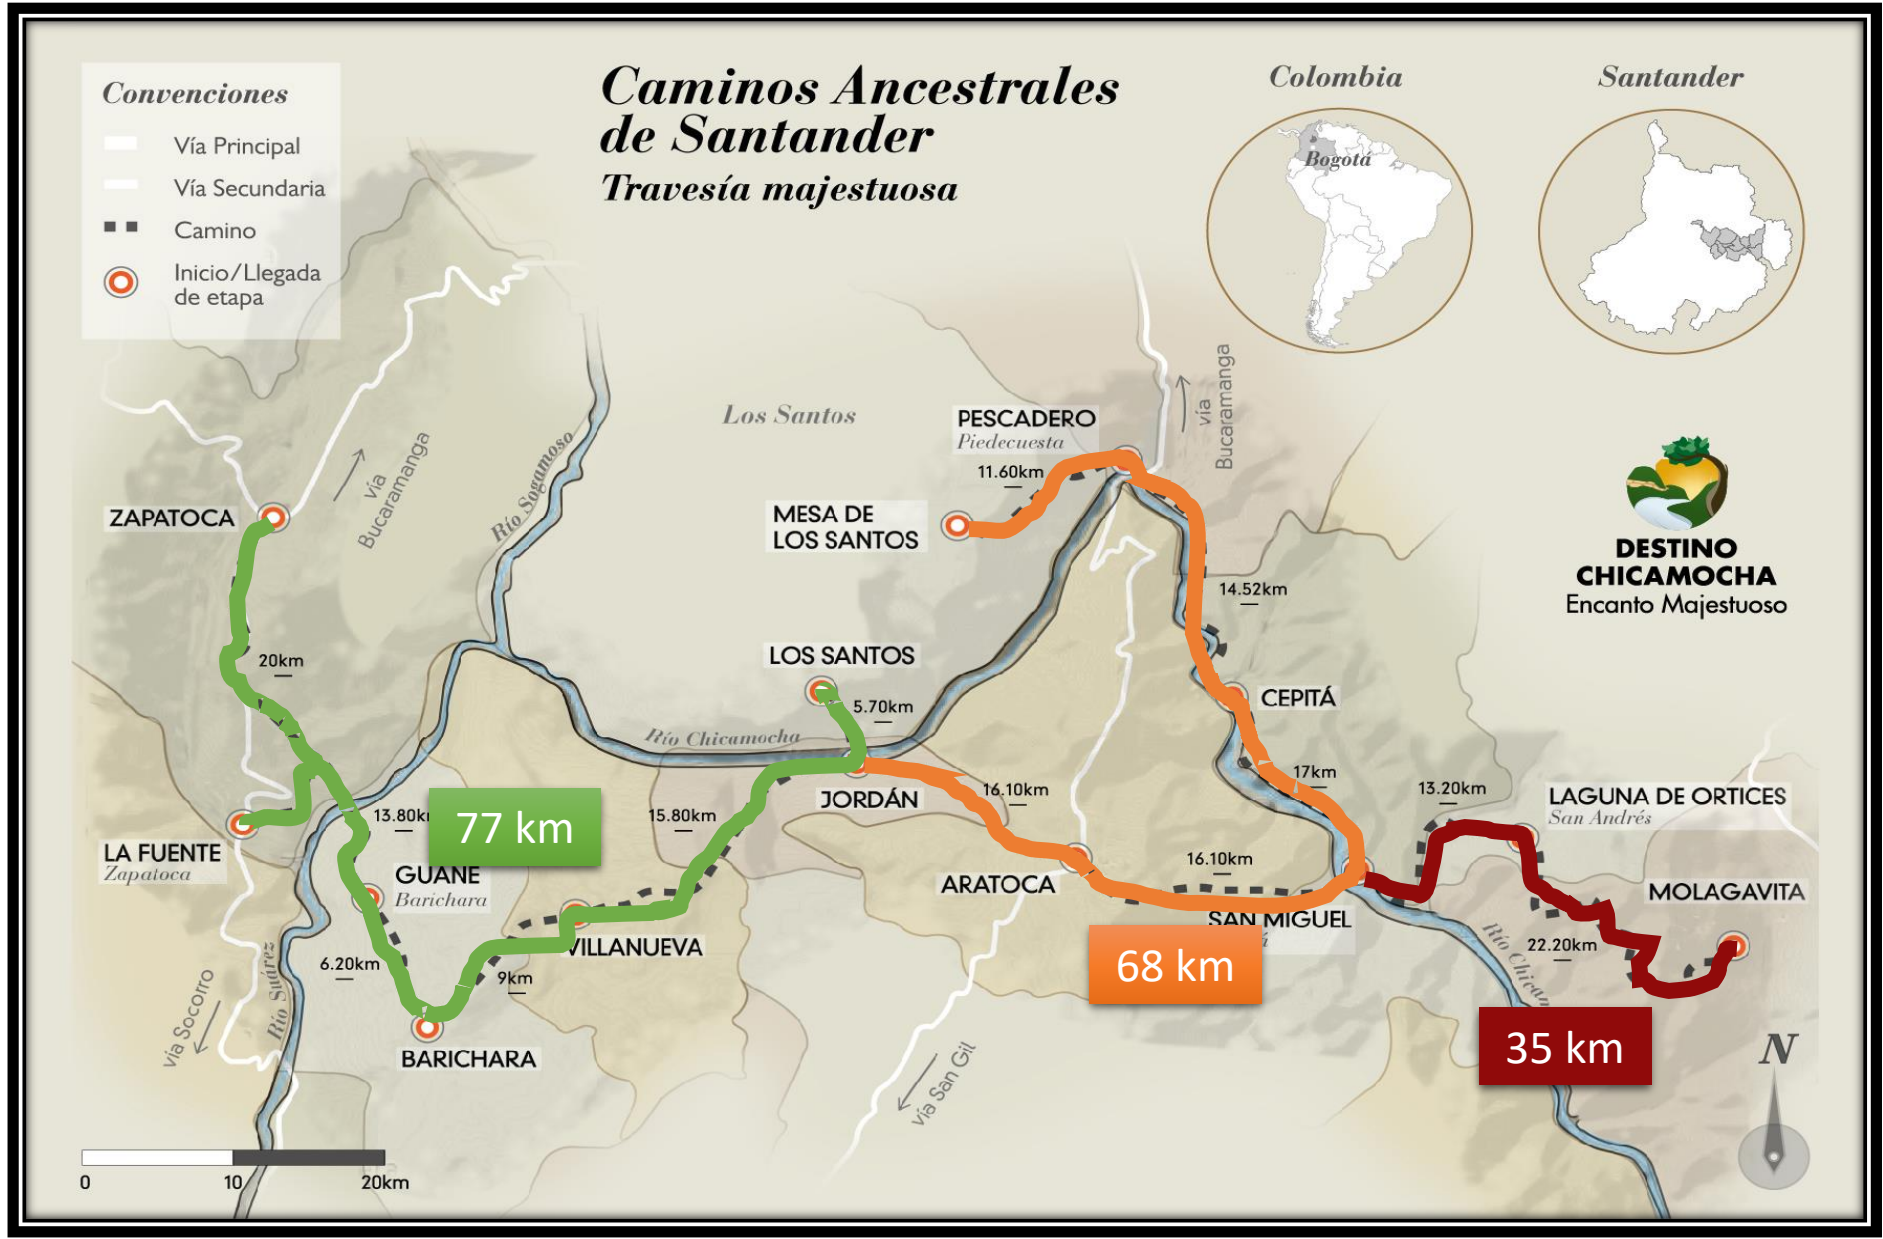 Convenciones
Vía Principal
Vía Secundaria
Camino
Inicio/Llegada
de etapa
Caminos Ancestrales
de Santander
Travesía majestuosa
Colombia
Bogotá
Santander
DESTINO
CHICAMOCHA
Encanto Majestuoso
vía
Bucaramanga
vía
Bucaramanga
Río Sogamoso
Los Santos
PESCADERO
Piedecuesta
11.60km
MESA DE
LOS SANTOS
ZAPATOCA
14.52km
20km
LOS SANTOS
5.70km
CEPITÁ
Río Chicamocha
17km
16.10km
13.20km
LAGUNA DE ORTICES
San Andrés
JORDÁN
15.80km
13.80k
77 km
LA FUENTE
Zapatoca
GUANE
Barichara
ARATOCA
16.10km
MOLAGAVITA
SAN MIGUEL
VILLANUEVA
22.20km
Río Chican
6.20km
9km
68 km
Río Suárez
vía Socorro
35 km
BARICHARA
vía San Gil
N
0 10 20km